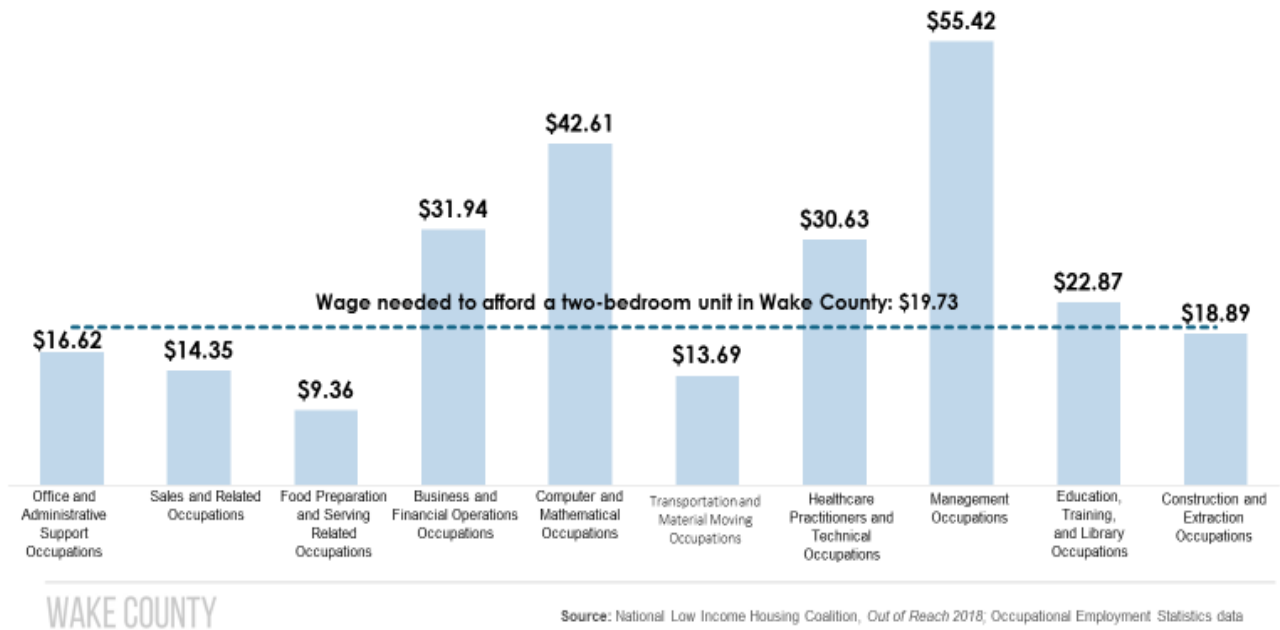 $55.42
$42.61
$31.94
$30.63
$22.87
Wage needed to afford a two-bedroom unit in Wake County: $19.73
$18.89
$16.62
$14.35
$13.69
$9.36
Office and
Administrative
Support
Occupations
Sales and Related
Occupations
Food Preparation
and Serving
Related
Occupations
Business and
Financial Operations
Occupations
Computer and
Mathematical
Occupations
Transportation and
Material Moving
Occupations
Healthcare
Practitioners and
Technical
Occupations
Management
Occupations
Education,
Training,
and Library
Occupations
Construction and
Extraction
Occupations
WAKE COUNTY
Source: National Low Income Housing Coalition, Out of Reach 2018; Occupational Employment Statistics data